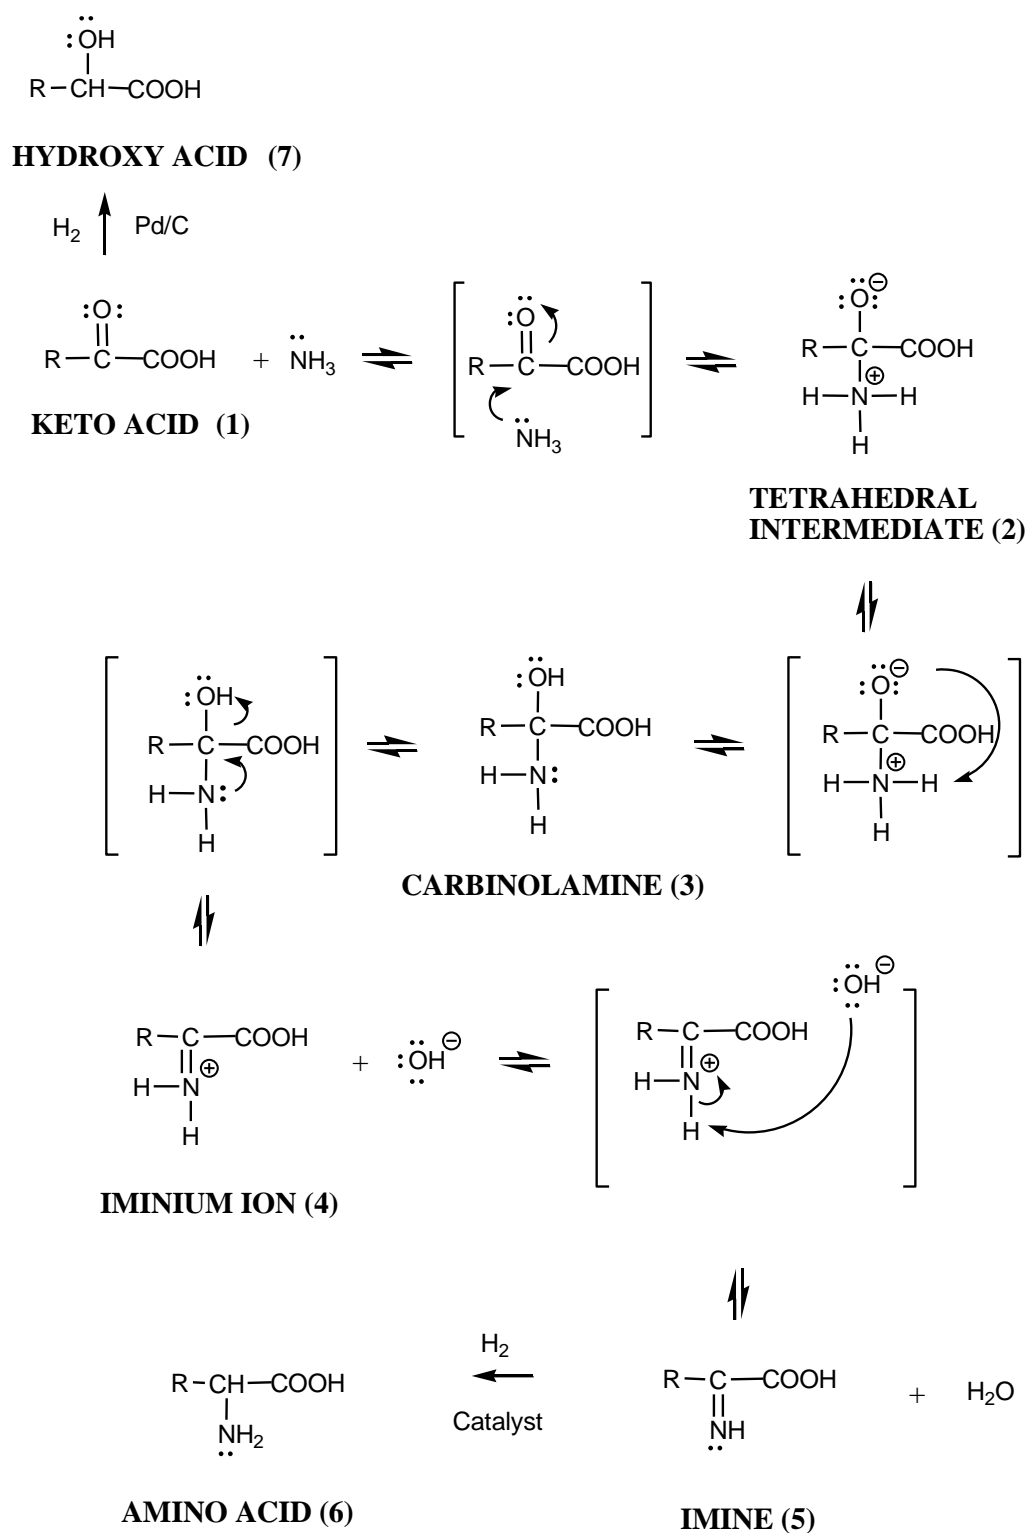 OH
R–CH–COOH
HYDROXY ACID (7)
H2 Pd/C
O
R–C–COOH + NH3
KETO ACID (1)
O
R–C–COOH
NH3
O⊖
R–C–COOH
⊕
H–N–H
H
TETRAHEDRAL
INTERMEDIATE (2)
OH
R–C–COOH
H–N:
H
OH
R–C–COOH
H–N:
H
CARBINOLAMINE (3)
O⊖
R–C–COOH
⊕
H–N–H
H
R–C–COOH
⊕
H–N
H
+ OH⊖
IMINIUM ION (4)
OH⊖
R–C–COOH
⊕
H–N
H
R–CH–COOH
NH2
AMINO ACID (6)
H2
Catalyst
R–C–COOH
NH
+ H2O
IMINE (5)